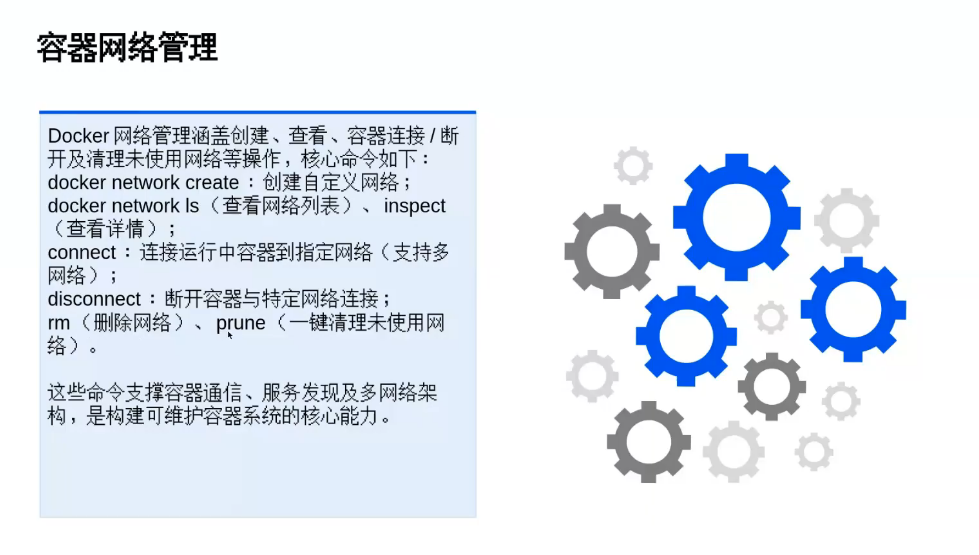 容器网络管理
Docker 网络管理涵盖创建、查看、容器连接 / 断
开及清理未使用网络等操作，核心命令如下：
docker network create ：创建自定义网络；
docker network ls（查看网络列表）、inspect
（查看详情）；
connect ：连接运行中容器到指定网络（支持多
网络）；
disconnect ：断开容器与特定网络连接；
rm（删除网络）、prune（一键清理未使用网
络）。
这些命令支撑容器通信、服务发现及多网络架
构，是构建可维护容器系统的核心能力。